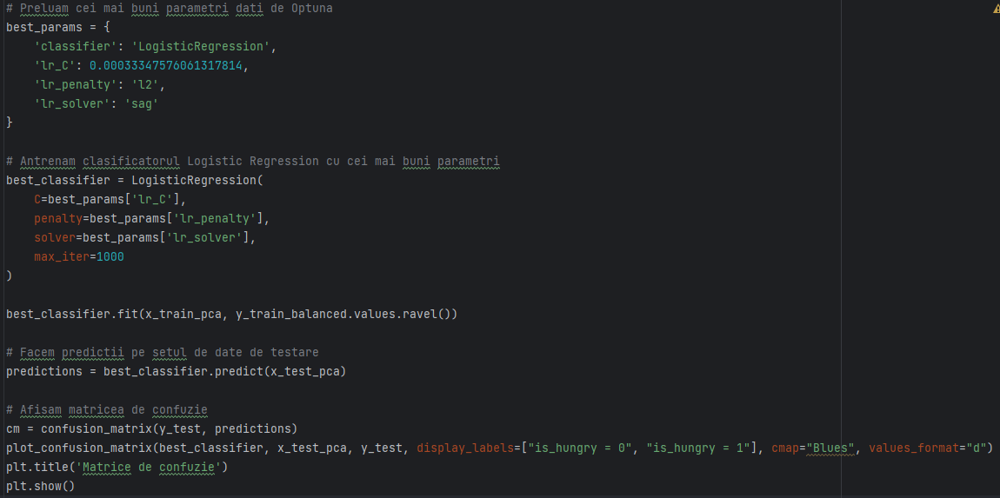 # Preluam cei mai buni parametri dati de Optuna
best_params = {
    'classifier': 'LogisticRegression',
    'lr_C': 0.00033347576061317814,
    'lr_penalty': 'l2',
    'lr_solver': 'sag'
}

# Antrenam clasificatorul Logistic Regression cu cei mai buni parametri
best_classifier = LogisticRegression(
    C=best_params['lr_C'],
    penalty=best_params['lr_penalty'],
    solver=best_params['lr_solver'],
    max_iter=1000
)

best_classifier.fit(x_train_pca, y_train_balanced.values.ravel())

# Facem predictii pe setul de date de testare
predictions = best_classifier.predict(x_test_pca)

# Afisam matricea de confuzie
cm = confusion_matrix(y_test, predictions)
plot_confusion_matrix(best_classifier, x_test_pca, y_test, display_labels=["is_hungry = 0", "is_hungry = 1"], cmap="Blues", values_format="d")
plt.title('Matrice de confuzie')
plt.show()